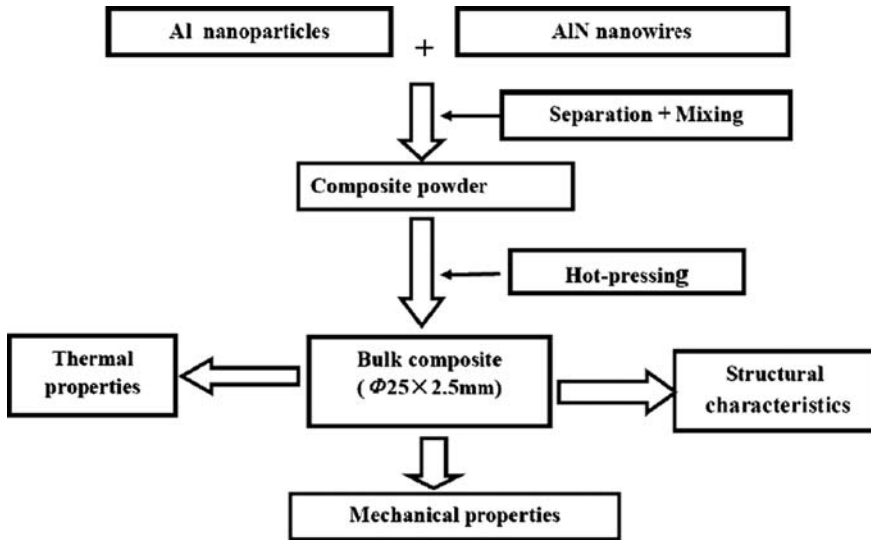 Al nanoparticles
+
AlN nanowires
Separation + Mixing
Composite powder
Hot-pressing
Thermal
properties
Bulk composite
( Φ25×2.5mm)
Structural
characteristics
Mechanical properties